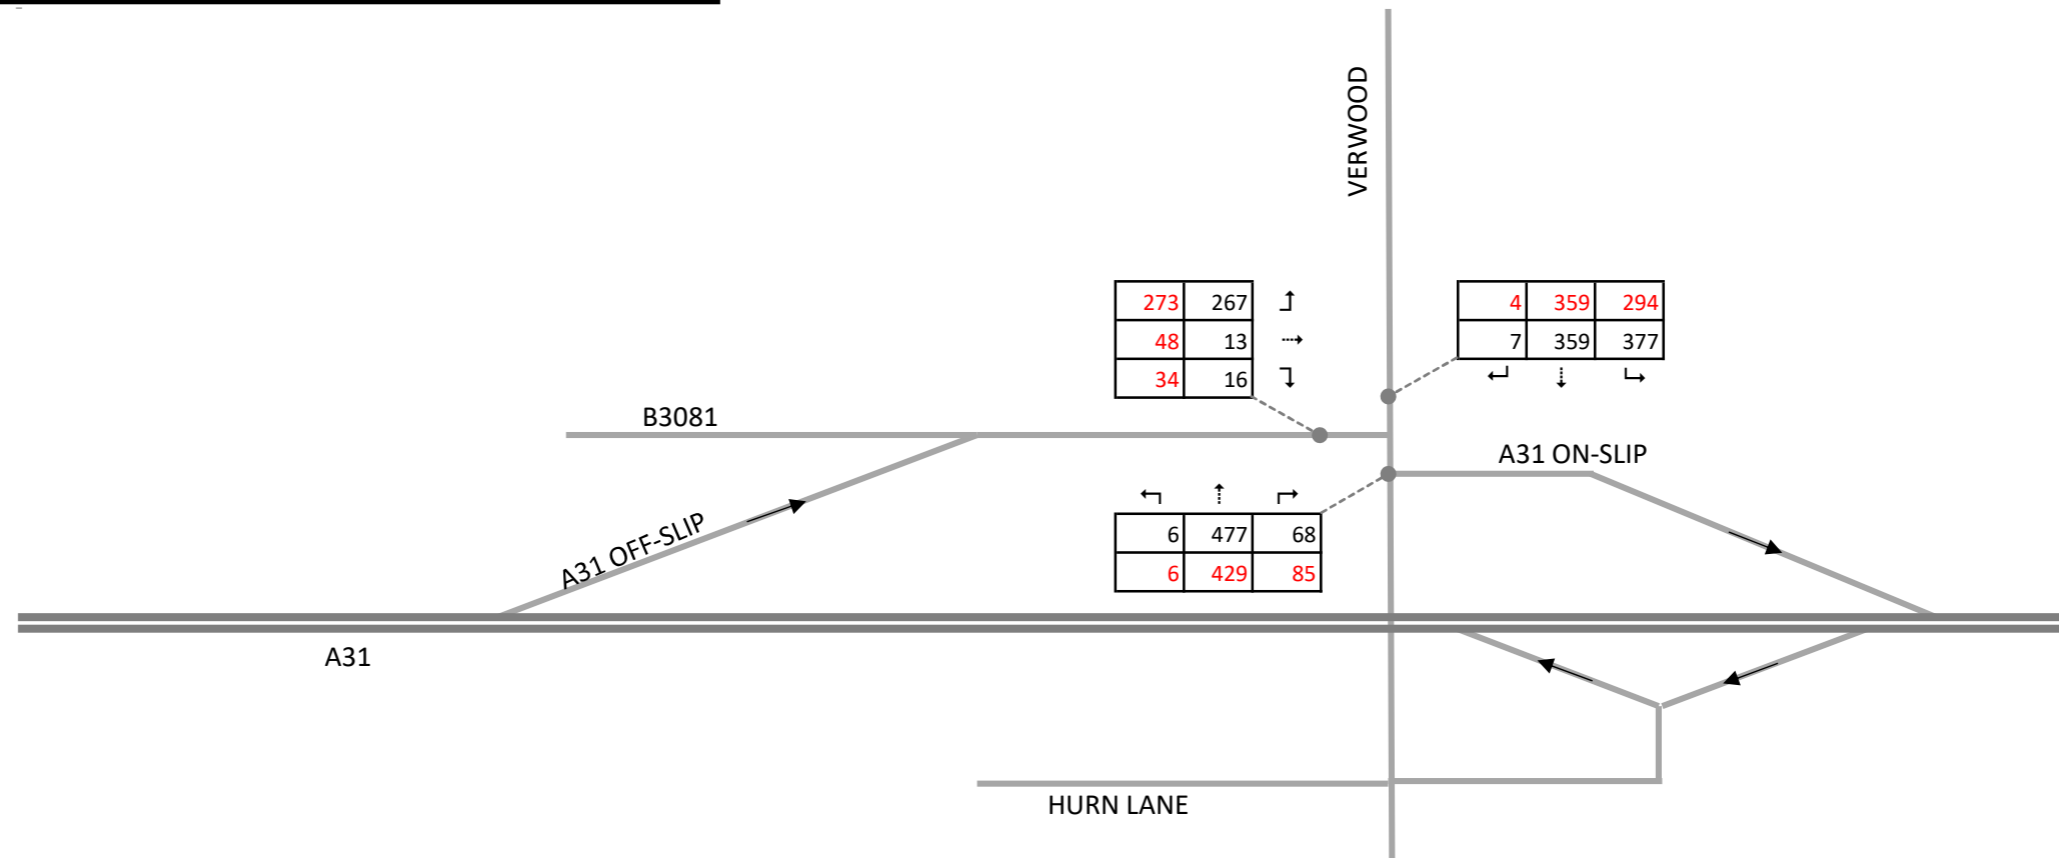 VERWOOD
273 267
48 13
34 16
4 359 294
7 359 377
B3081
A31 ON-SLIP
A31 OFF-SLIP
6 477 68
6 429 85
A31
HURN LANE